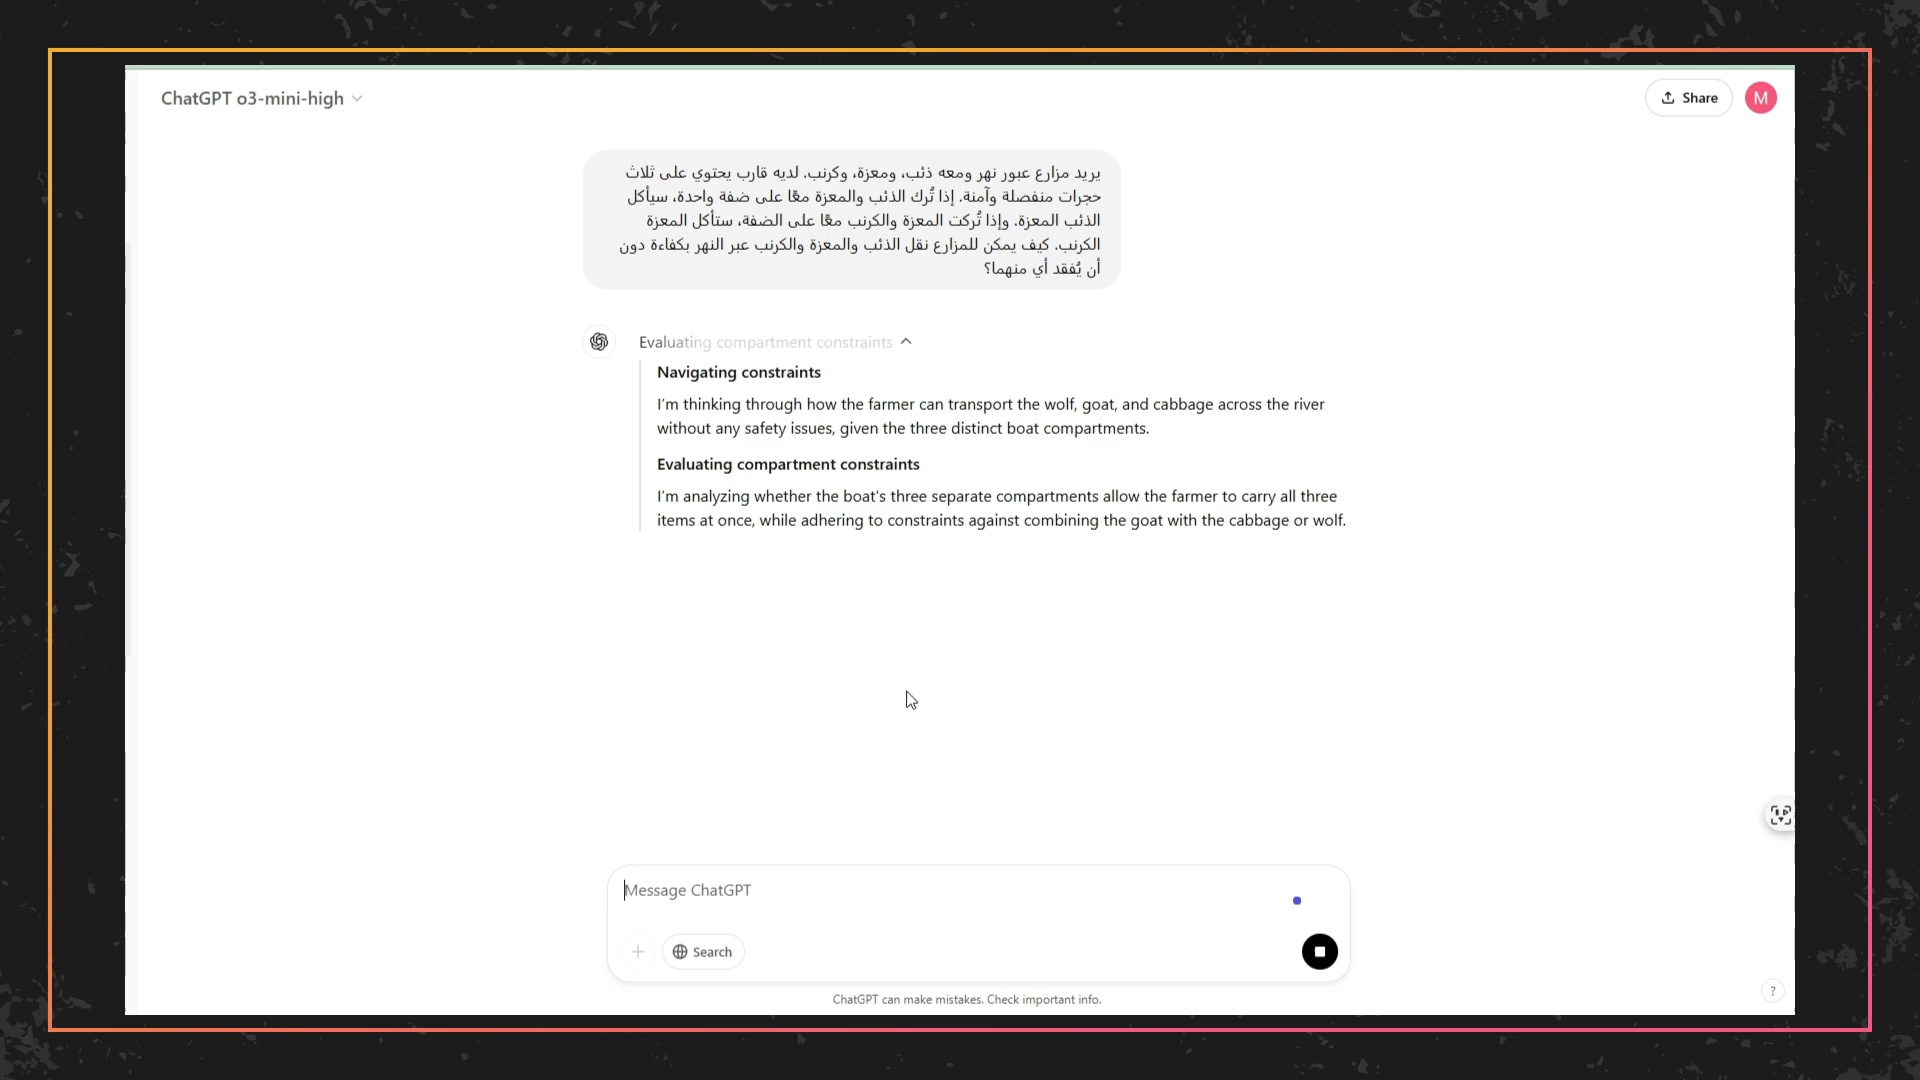 ChatGPT o3-mini-high
Share
M
يريد مزارع عبور نهر ومعه ذئب، ومعزة، وكرنب. لديه قارب يحتوي على ثلاث
حجرات منفصلة وآمنة. إذا تُرك الذئب والمعزة معًا على ضفة واحدة، سيأكل
الذئب المعزة. وإذا تُركت المعزة والكرنب معًا على الضفة، ستأكل المعزة
الكرنب. كيف يمكن للمزارع نقل الذئب والمعزة والكرنب عبر النهر بكفاءة دون
أن يُفقد أي منهما؟
Evaluating compartment constraints
Navigating constraints
I'm thinking through how the farmer can transport the wolf, goat, and cabbage across the river
without any safety issues, given the three distinct boat compartments.
Evaluating compartment constraints
I'm analyzing whether the boat's three separate compartments allow the farmer to carry all three
items at once, while adhering to constraints against combining the goat with the cabbage or wolf.
Message ChatGPT
Search
ChatGPT can make mistakes. Check important info.
?